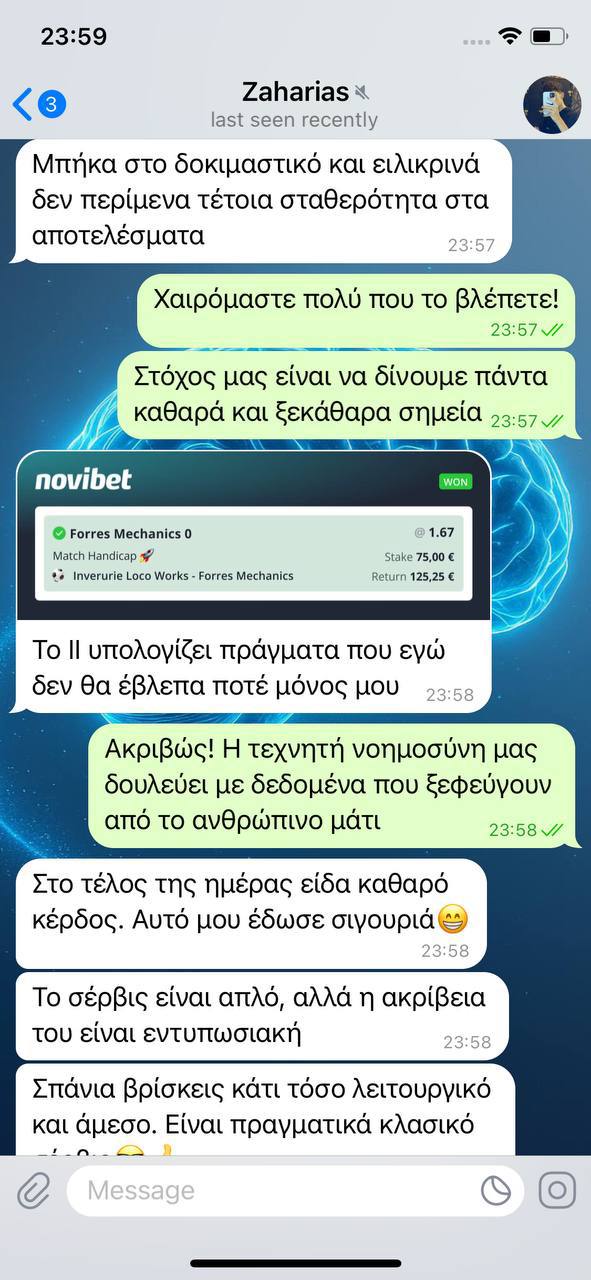 23:59
3
Zaharias
last seen recently
Μπήκα στο δοκιμαστικό και ειλικρινά
δεν περίμενα τέτοια σταθερότητα στα
αποτελέσματα
23:57
Χαιρόμαστε πολύ που το βλέπετε!
23:57
Στόχος μας είναι να δίνουμε πάντα
καθαρά και ξεκάθαρα σημεία
23:57
novibet
WON
Forres Mechanics 0
@ 1.67
Match Handicap
Stake 75,00 €
Inverurie Loco Works - Forres Mechanics
Return 125,25 €
Το ΙΙ υπολογίζει πράγματα που εγώ
δεν θα έβλεπα ποτέ μόνος μου
23:58
Ακριβώς! Η τεχνητή νοημοσύνη μας
δουλεύει με δεδομένα που ξεφεύγουν
από το ανθρώπινο μάτι
23:58
Στο τέλος της ημέρας είδα καθαρό
κέρδος. Αυτό μου έδωσε σιγουριά😁
23:58
Το σέρβις είναι απλό, αλλά η ακρίβεια
του είναι εντυπωσιακή
23:58
Σπάνια βρίσκεις κάτι τόσο λειτουργικό
και άμεσο. Είναι πραγματικά κλασικό
Message